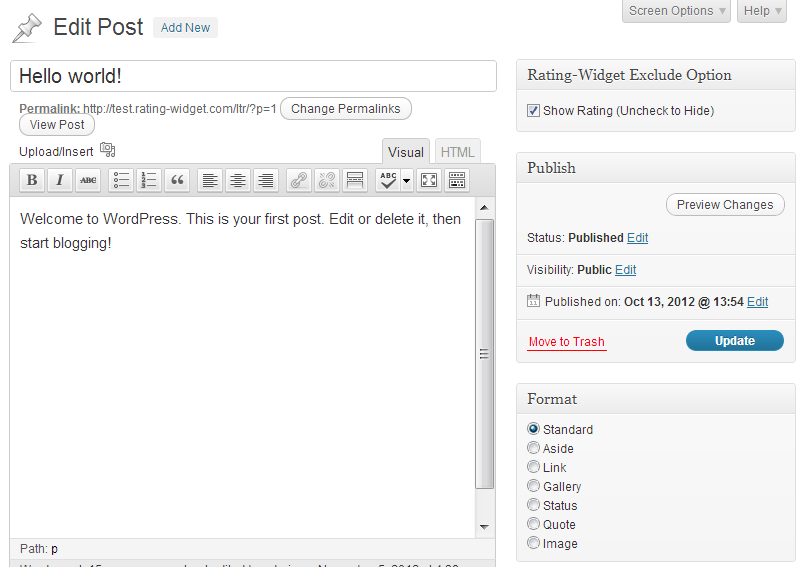 Screen Options Help
Edit Post Add New
Hello world!
Permalink: http://test.rating-widget.com/ltr/?p=1 Change Permalinks
View Post
Upload/Insert
Visual HTML
B I ABC ABC
Welcome to WordPress. This is your first post. Edit or delete it, then
start blogging!
Path: p
Rating-Widget Exclude Option
Show Rating (Uncheck to Hide)
Publish
Preview Changes
Status: Published Edit
Visibility: Public Edit
Published on: Oct 13, 2012 @ 13:54 Edit
Move to Trash Update
Format
Standard
Aside
Link
Gallery
Status
Quote
Image